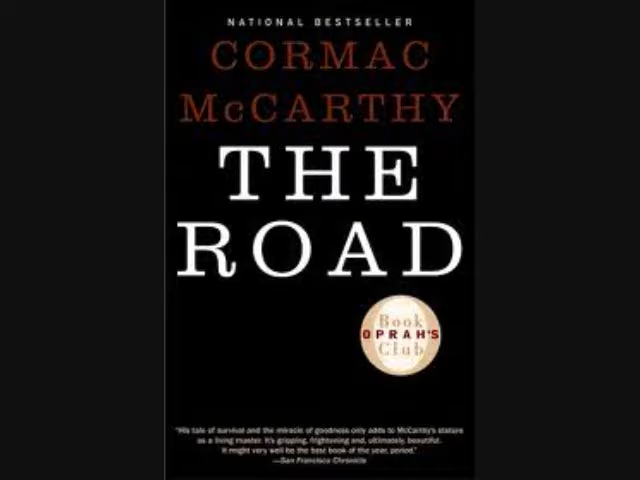 NATIONAL BESTSELLER
CORMAC
McCARTHY
THE
ROAD
Book
OPRAH'S
Club
"His tale of survival and the miracle of goodness only adds to McCarthy's stature
as a living master. It's gripping, frightening and, ultimately, beautiful.
It might very well be the best book of the year, period."
—San Francisco Chronicle